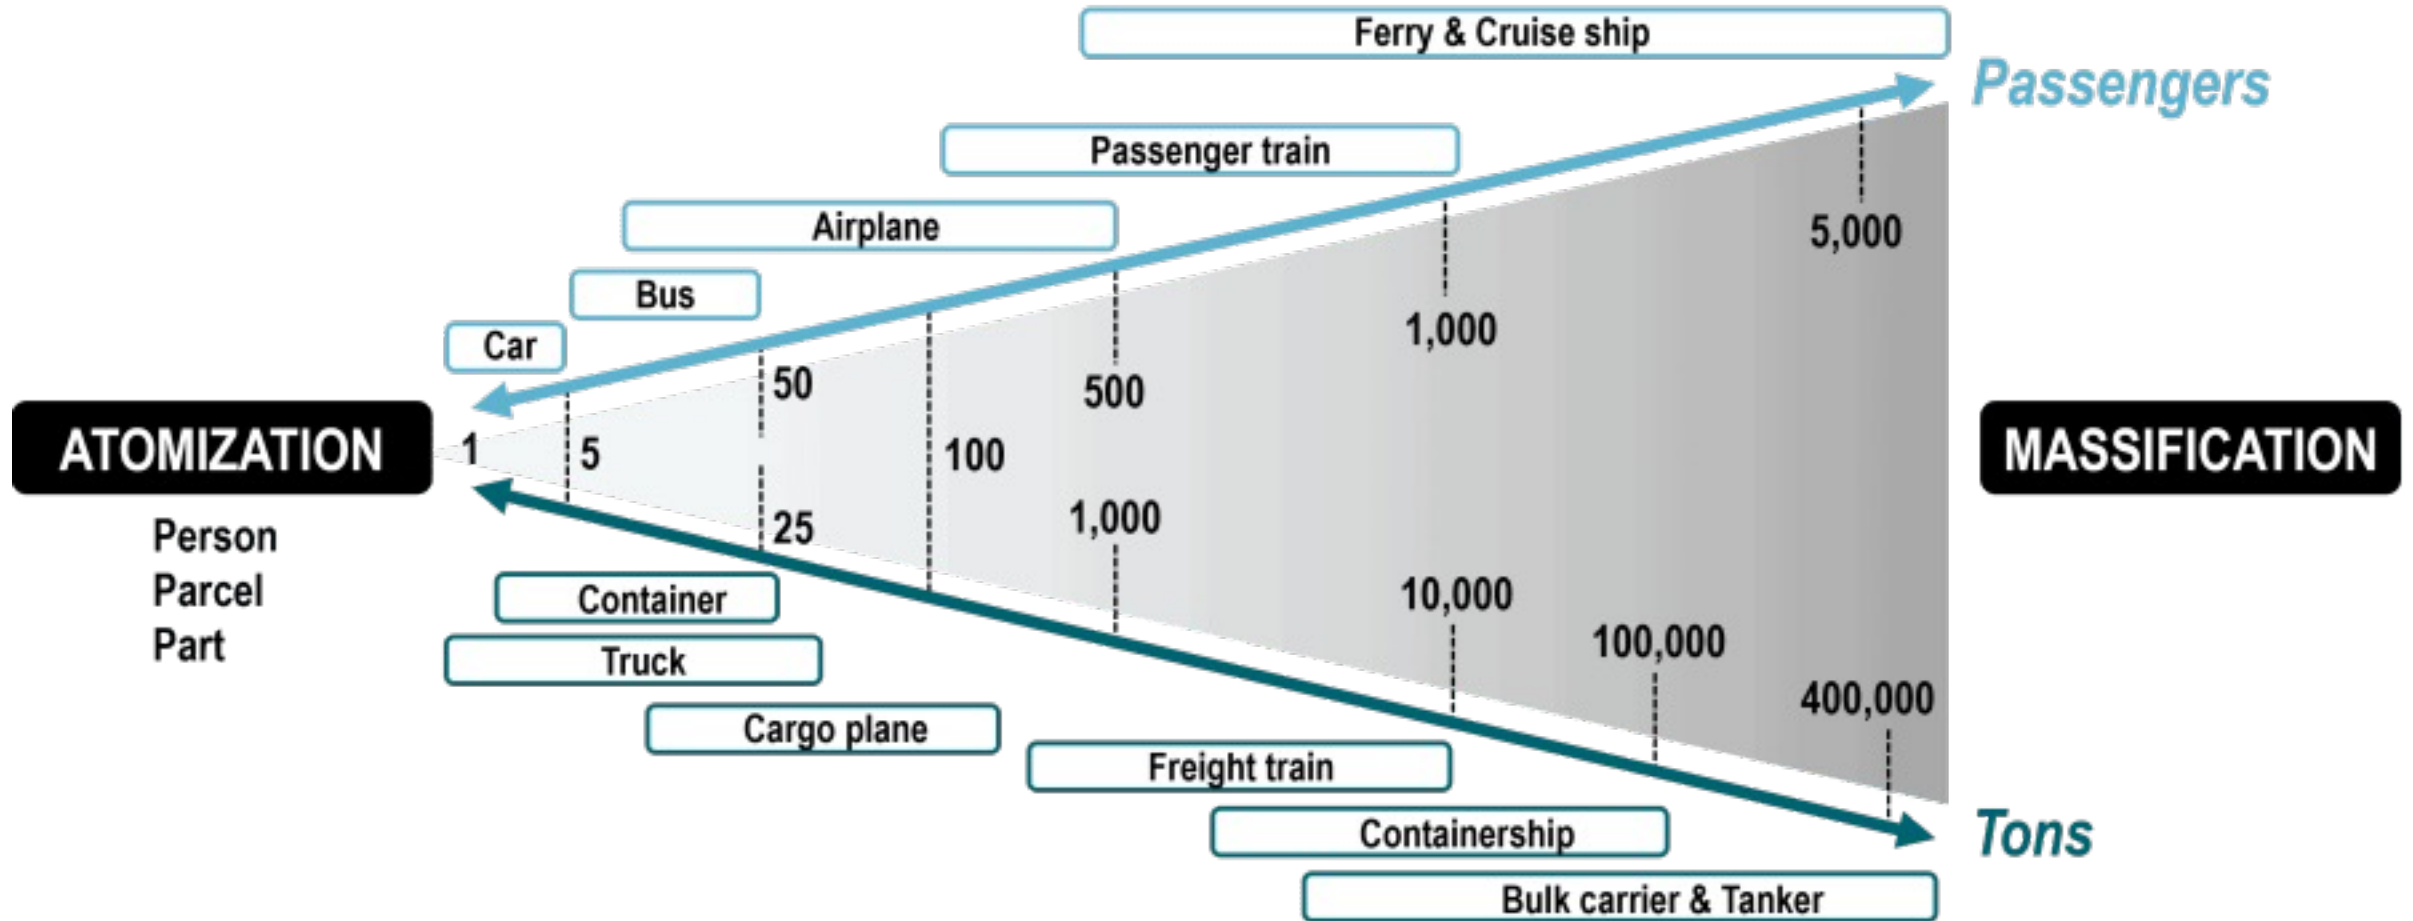 Ferry & Cruise ship
Passengers
Passenger train
Airplane
5,000
Bus
1,000
Car
50
500
ATOMIZATION
1
5
100
MASSIFICATION
Person
Parcel
Part
25
1,000
10,000
100,000
400,000
Container
Truck
Cargo plane
Freight train
Containership
Tons
Bulk carrier & Tanker